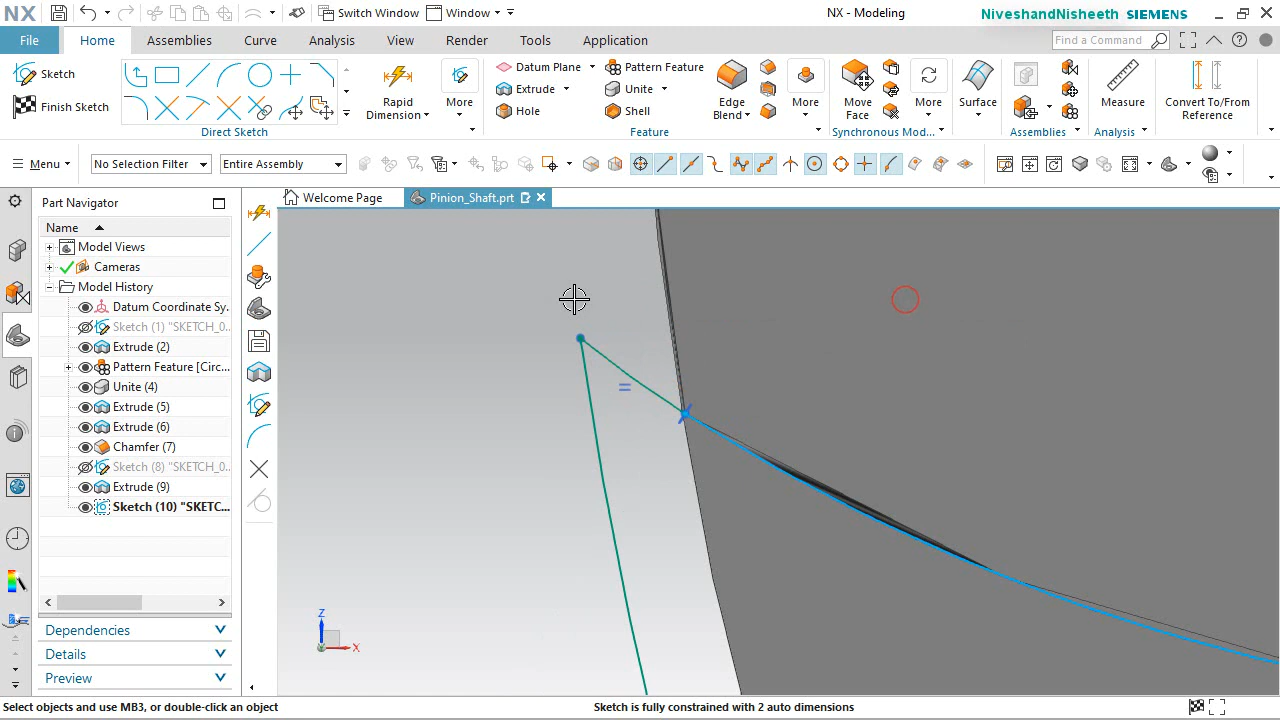 NX
Switch Window
Window
NX - Modeling
NiveshandNisheeth SIEMENS
File
Home
Assemblies
Curve
Analysis
View
Render
Tools
Application
Find a Command
Sketch
Finish Sketch
Direct Sketch
Rapid
Dimension
More
Datum Plane
Extrude
Hole
Pattern Feature
Unite
Shell
Edge
Blend
More
Feature
Move
Face
More
Synchronous Mod...
Surface
Assemblies
Measure
Analysis
Convert To/From
Reference
Menu
No Selection Filter
Entire Assembly
Part Navigator
Welcome Page
Pinion_Shaft.prt
Name
Model Views
Cameras
Model History
Datum Coordinate Sy...
Sketch (1) "SKETCH_0...
Extrude (2)
Pattern Feature [Circ...
Unite (4)
Extrude (5)
Extrude (6)
Chamfer (7)
Sketch (8) "SKETCH_0...
Extrude (9)
Sketch (10) "SKETC...
Dependencies
Details
Preview
Z
X
Select objects and use MB3, or double-click an object
Sketch is fully constrained with 2 auto dimensions